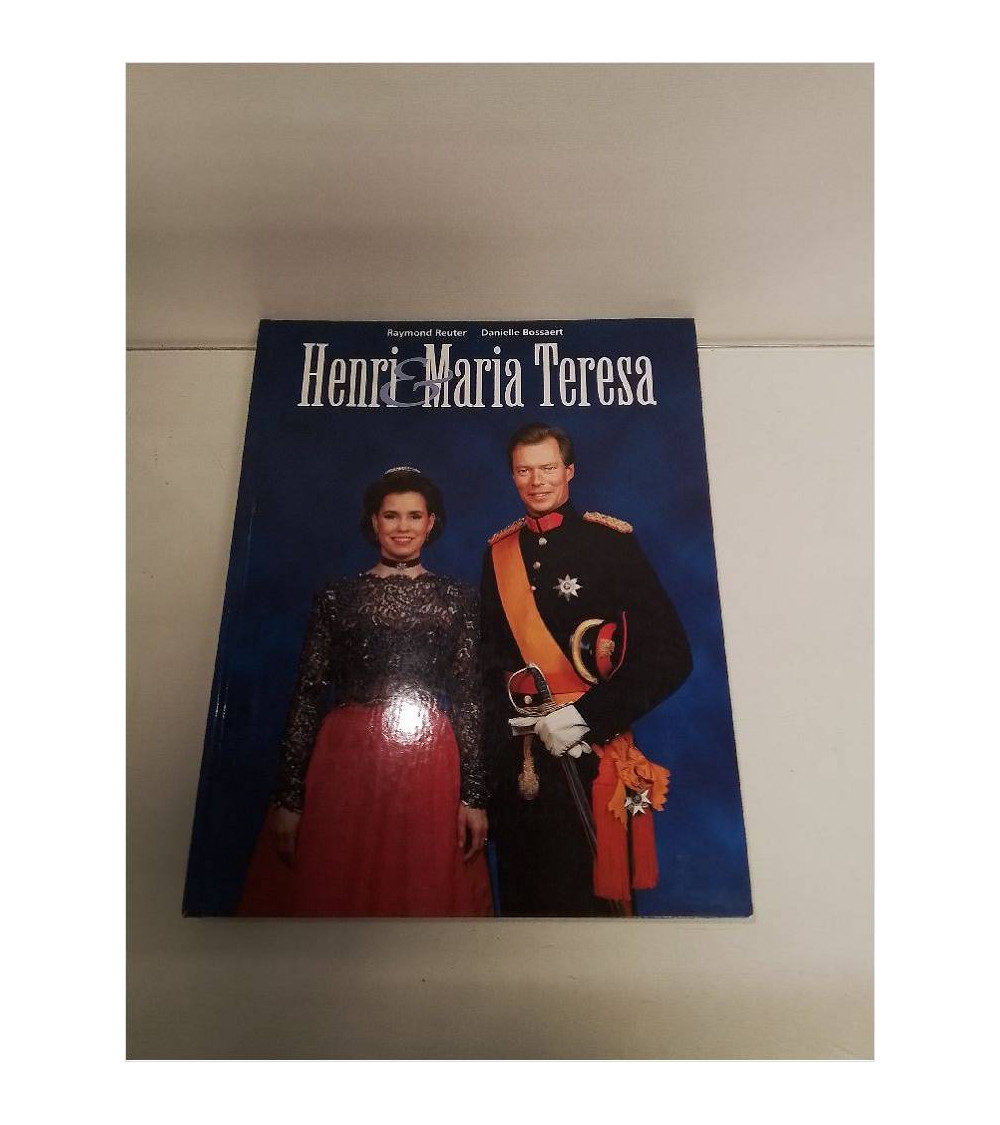 Raymond Reuter Danielle Bossaert
Henri & Maria Teresa